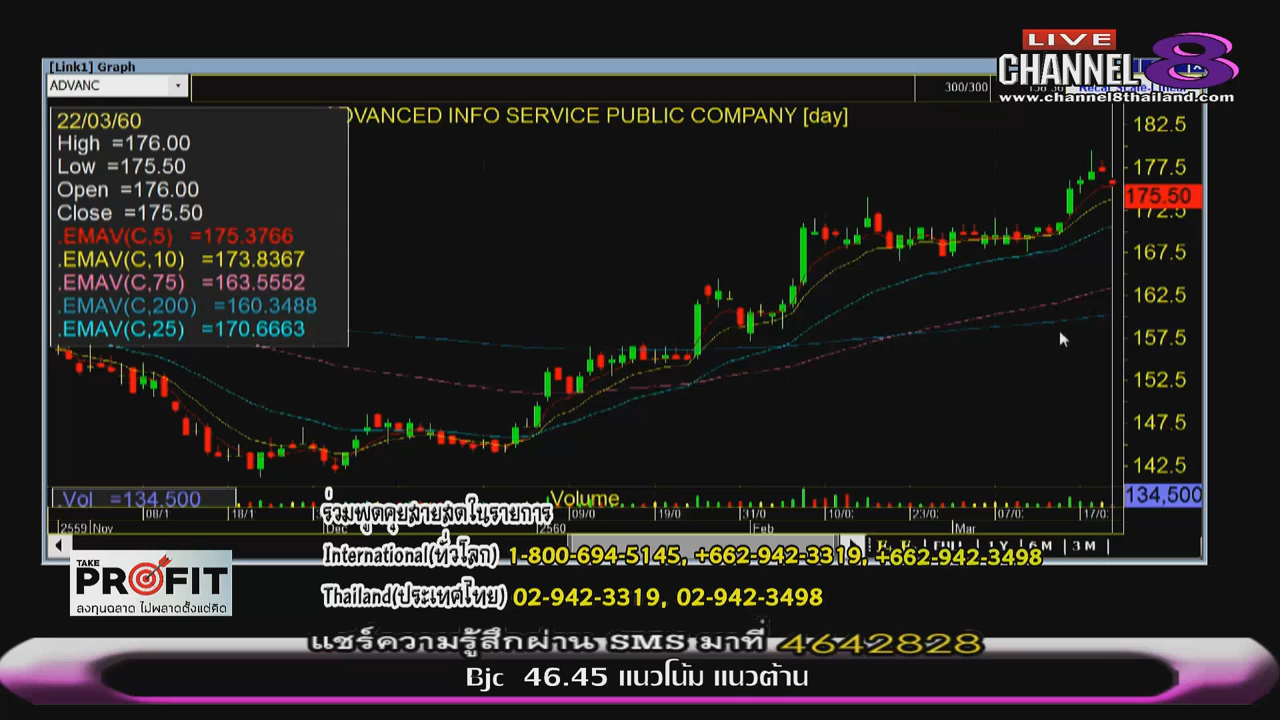 LIVE
CHANNEL 8
www.channel8thailand.com
[Link1] Graph
ADVANC
300/300
DVANCED INFO SERVICE PUBLIC COMPANY [day]
22/03/60
High =176.00
Low =175.50
Open =176.00
Close =175.50
.EMAV(C,5) =175.3766
.EMAV(C,10) =173.8367
.EMAV(C,75) =163.5552
.EMAV(C,200) =160.3488
.EMAV(C,25) =170.6663
182.5
177.5
175.50
172.5
167.5
162.5
157.5
152.5
147.5
142.5
.Vol =134,500
Volume
134,500
08/1 18/1 09/0 19/0 31/0 10/0 23/0 07/0 17/0
2559 Nov Dec 2560 Feb Mar
1 Y 6 M 3 M
0
ร่วมพูดคุยสายสดในรายการ
International(ทั่วโลก) 1-800-694-5145, +662-942-3319, +662-942-3498
Thailand(ประเทศไทย) 02-942-3319, 02-942-3498
TAKE
PROFIT
ลงทุนฉลาด ไม่พลาดตั้งแต่คิด
แชร์ความรู้สึกผ่าน SMS มาที่ 4642828
Bjc 46.45 แนวโน้ม แนวต้าน